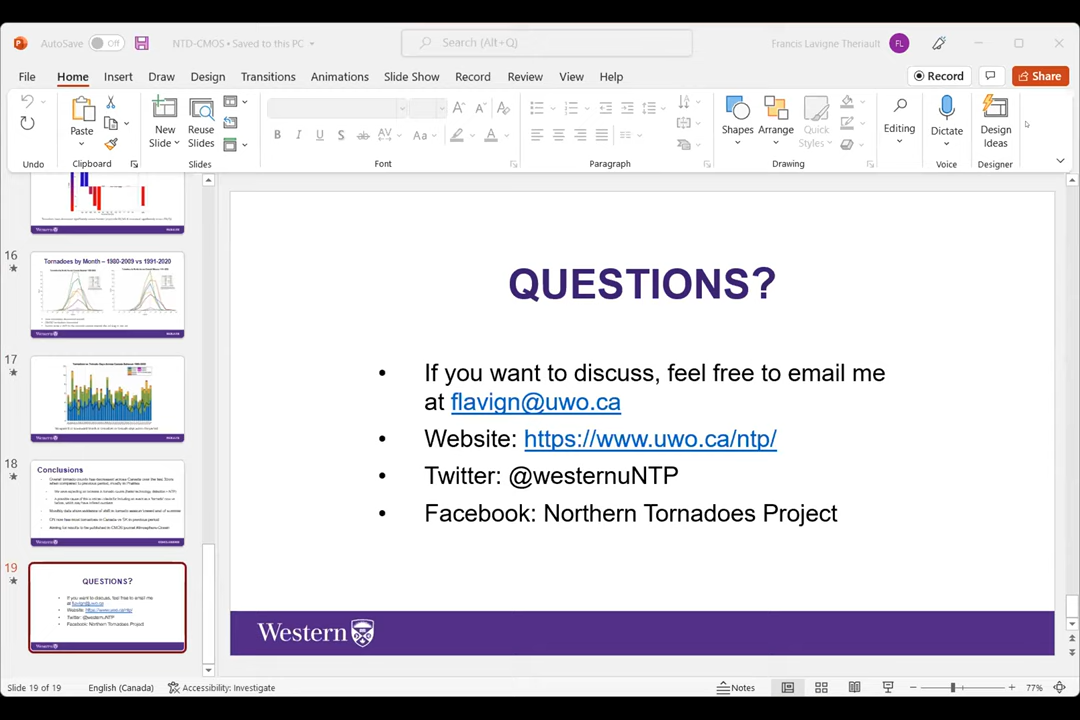 AutoSave Off NTD-CMOS • Saved to this PC Search (Alt+Q) Francis Lavigne Theriault FL
File Home Insert Draw Design Transitions Animations Slide Show Record Review View Help Record Share
Paste New Slide Reuse Slides Shapes Arrange Quick Styles Editing Dictate Design Ideas
Undo Clipboard Slides Font Paragraph Drawing Voice Designer
16
Tornadoes by Month – 1980-2009 vs 1991-2020
17
18
Conclusions
19
QUESTIONS?
If you want to discuss, feel free to email me
at flavign@uwo.ca
Website: https://www.uwo.ca/ntp/
Twitter: @westernuNTP
Facebook: Northern Tornadoes Project
QUESTIONS?
• If you want to discuss, feel free to email me
at flavign@uwo.ca
• Website: https://www.uwo.ca/ntp/
• Twitter: @westernuNTP
• Facebook: Northern Tornadoes Project
Western
Slide 19 of 19 English (Canada) Accessibility: Investigate Notes 77%